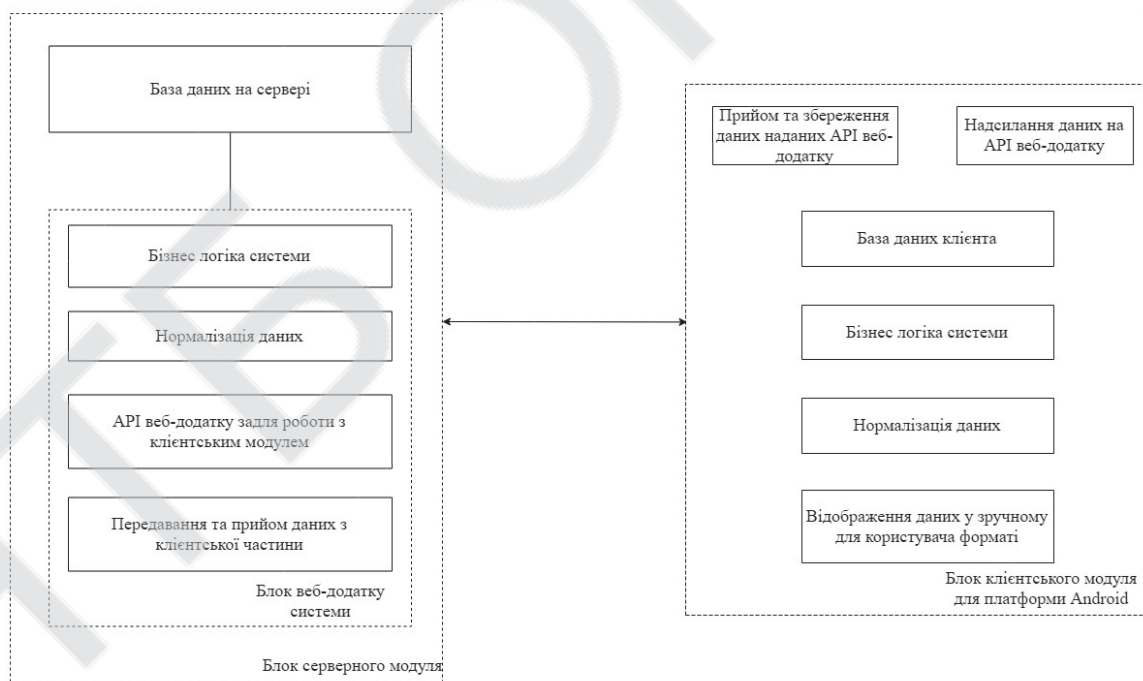 База даних на сервері
Бізнес логіка системи
Нормалізація даних
API веб-додатку задля роботи з
клієнтським модулем
Передавання та прийом даних з
клієнтської частини
Блок веб-додатку
системи
Блок серверного модуля
Прийом та збереження
даних наданих API веб-
додатку
Надсилання даних на
API веб-додатку
База даних клієнта
Бізнес логіка системи
Нормалізація даних
Відображення даних у зручному
для користувача форматі
Блок клієнтського модуля
для платформи Android